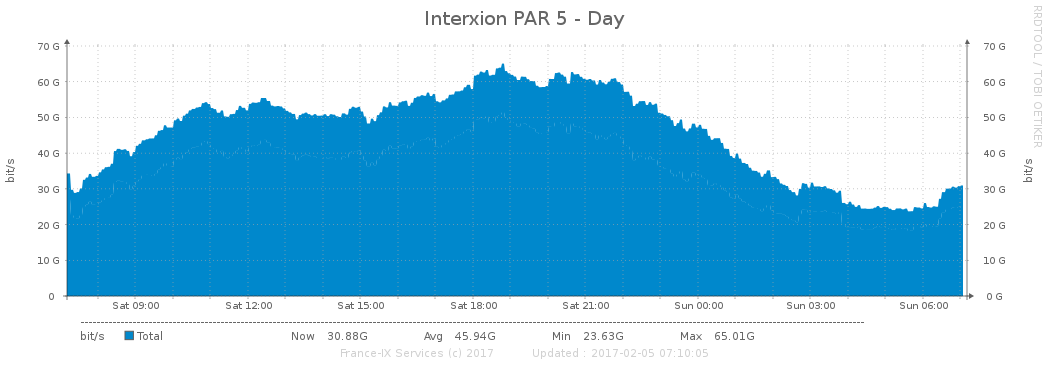 Interxion PAR 5 - Day
RRDTOOL / TOBI OETIKER
70 G
60 G
50 G
40 G
30 G
20 G
10 G
0
70 G
60 G
50 G
40 G
30 G
20 G
10 G
0 G
bit/s
bit/s
Sat 09:00 Sat 12:00 Sat 15:00 Sat 18:00 Sat 21:00 Sun 00:00 Sun 03:00 Sun 06:00
bit/s Total Now 30.88G Avg 45.94G Min 23.63G Max 65.01G
France-IX Services (c) 2017 Updated : 2017-02-05 07:10:05